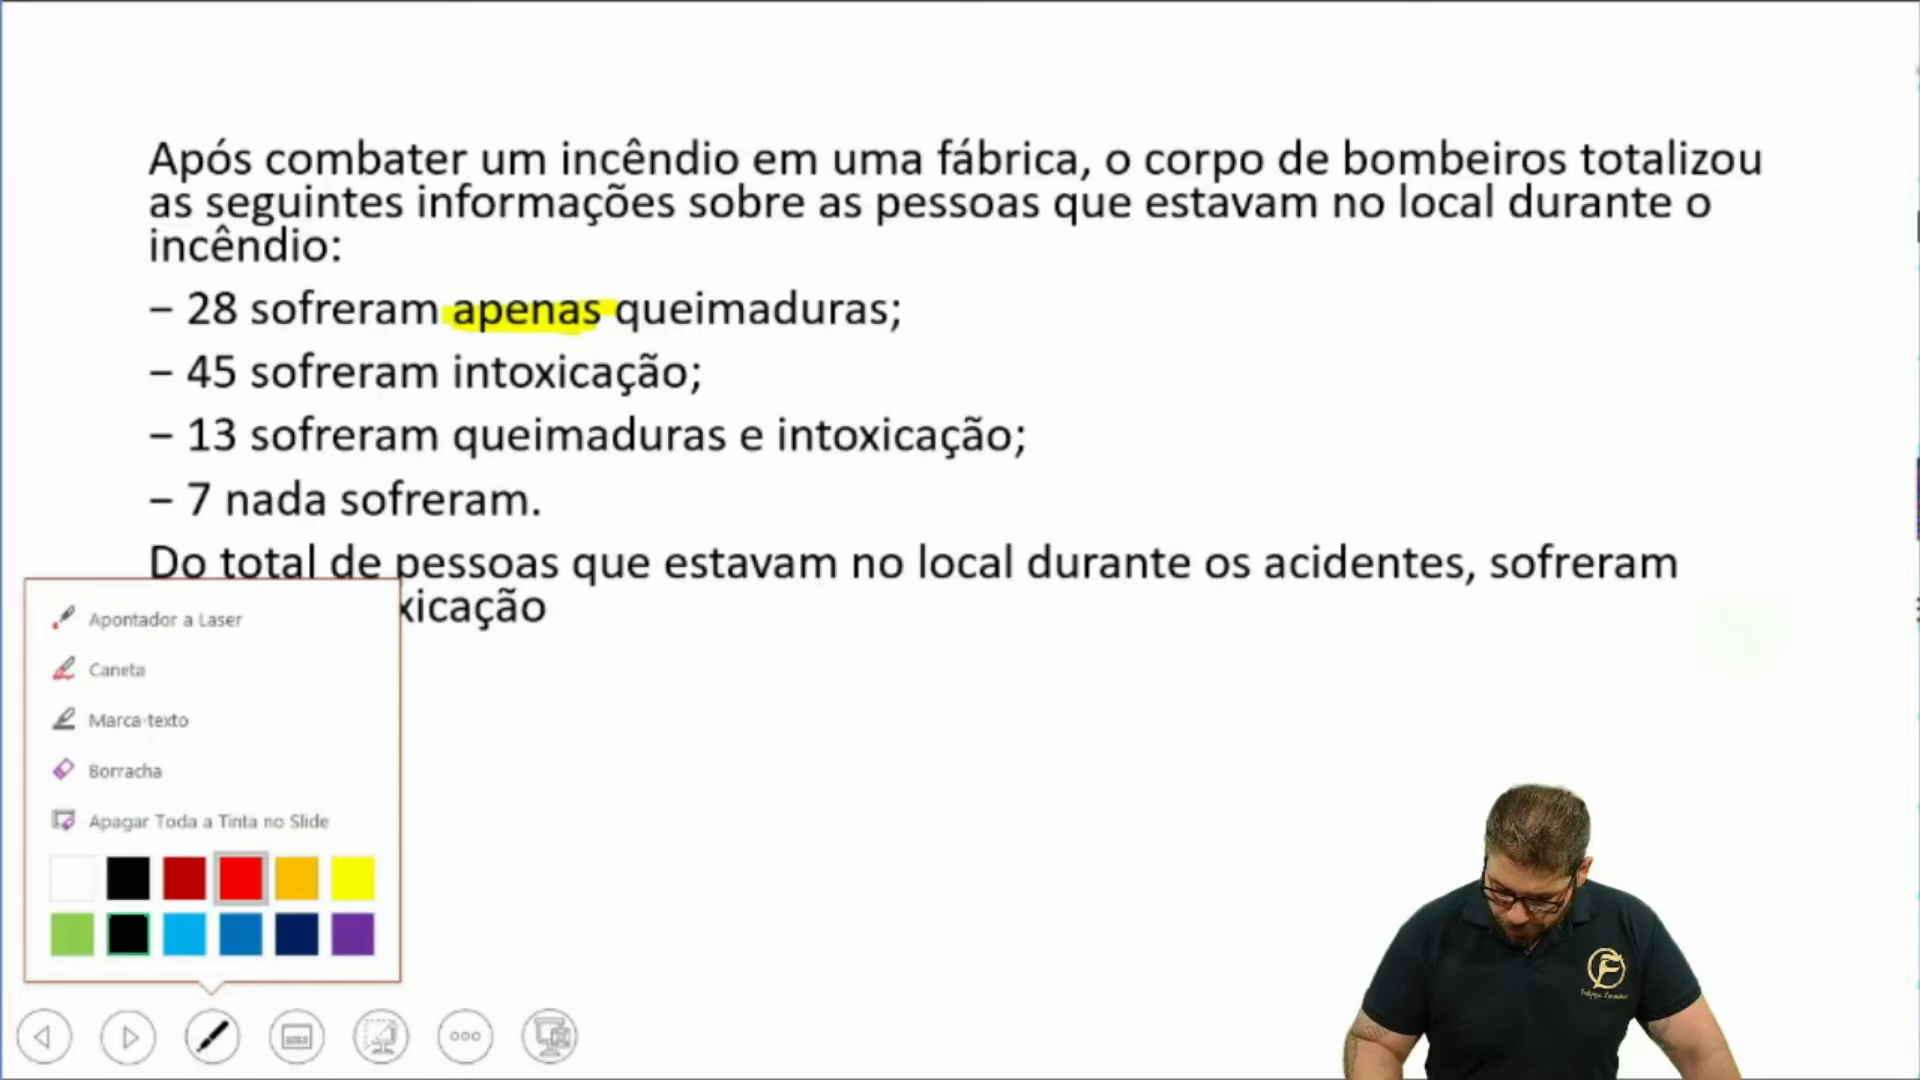 Após combater um incêndio em uma fábrica, o corpo de bombeiros totalizou
as seguintes informações sobre as pessoas que estavam no local durante o
incêndio:
– 28 sofreram apenas queimaduras;
– 45 sofreram intoxicação;
– 13 sofreram queimaduras e intoxicação;
– 7 nada sofreram.
Do total de pessoas que estavam no local durante os acidentes, sofreram
xicação
Apontador a Laser
Caneta
Marca-texto
Borracha
Apagar Toda a Tinta no Slide